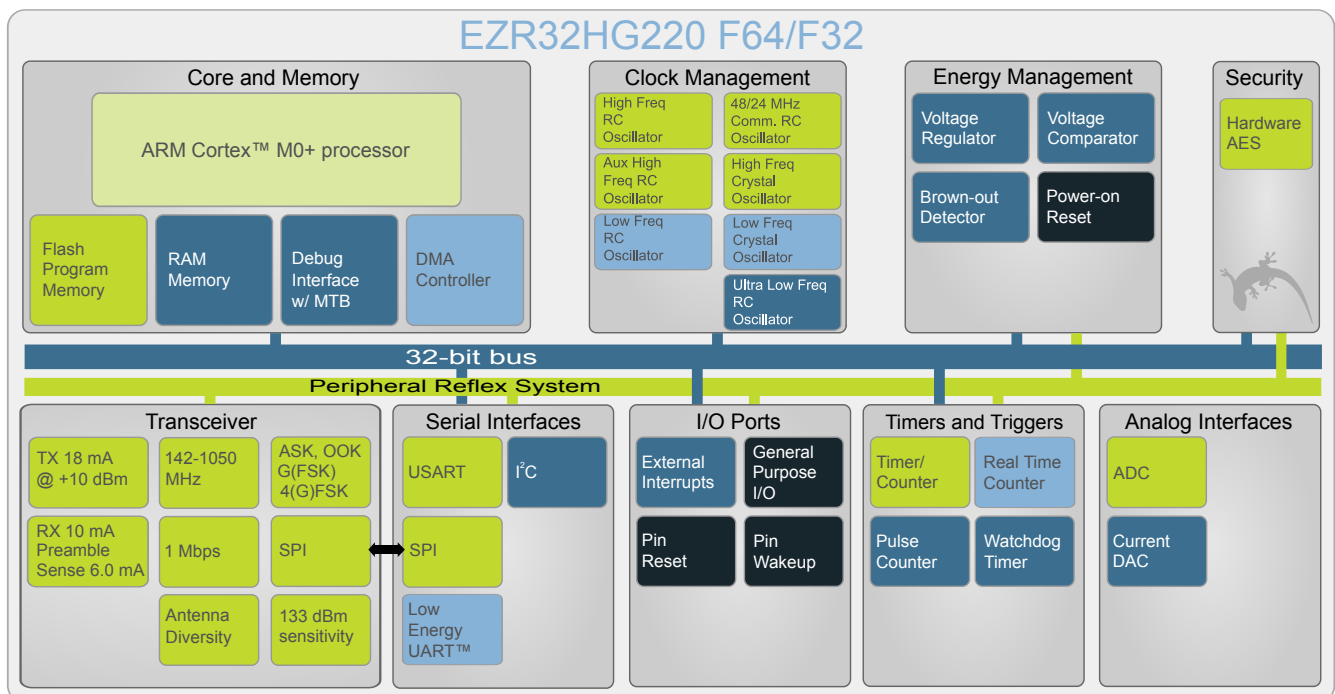 EZR32HG220 F64/F32
Core and Memory
ARM Cortex™ M0+ processor
Flash
Program
Memory
RAM
Memory
Debug
Interface
w/ MTB
DMA
Controller
Clock Management
High Freq
RC
Oscillator
48/24 MHz
Comm. RC
Oscillator
Aux High
Freq RC
Oscillator
High Freq
Crystal
Oscillator
Low Freq
RC
Oscillator
Low Freq
Crystal
Oscillator
Ultra Low Freq
RC
Oscillator
Energy Management
Voltage
Regulator
Voltage
Comparator
Brown-out
Detector
Power-on
Reset
Security
Hardware
AES
32-bit bus
Peripheral Reflex System
Transceiver
TX 18 mA
@ +10 dBm
142-1050
MHz
ASK, OOK
G(FSK)
4(G)FSK
RX 10 mA
Preamble
Sense 6.0 mA
1 Mbps
SPI
Antenna
Diversity
133 dBm
sensitivity
Serial Interfaces
USART
I²C
SPI
Low
Energy
UART™
I/O Ports
External
Interrupts
General
Purpose
I/O
Pin
Reset
Pin
Wakeup
Timers and Triggers
Timer/
Counter
Real Time
Counter
Pulse
Counter
Watchdog
Timer
Analog Interfaces
ADC
Current
DAC